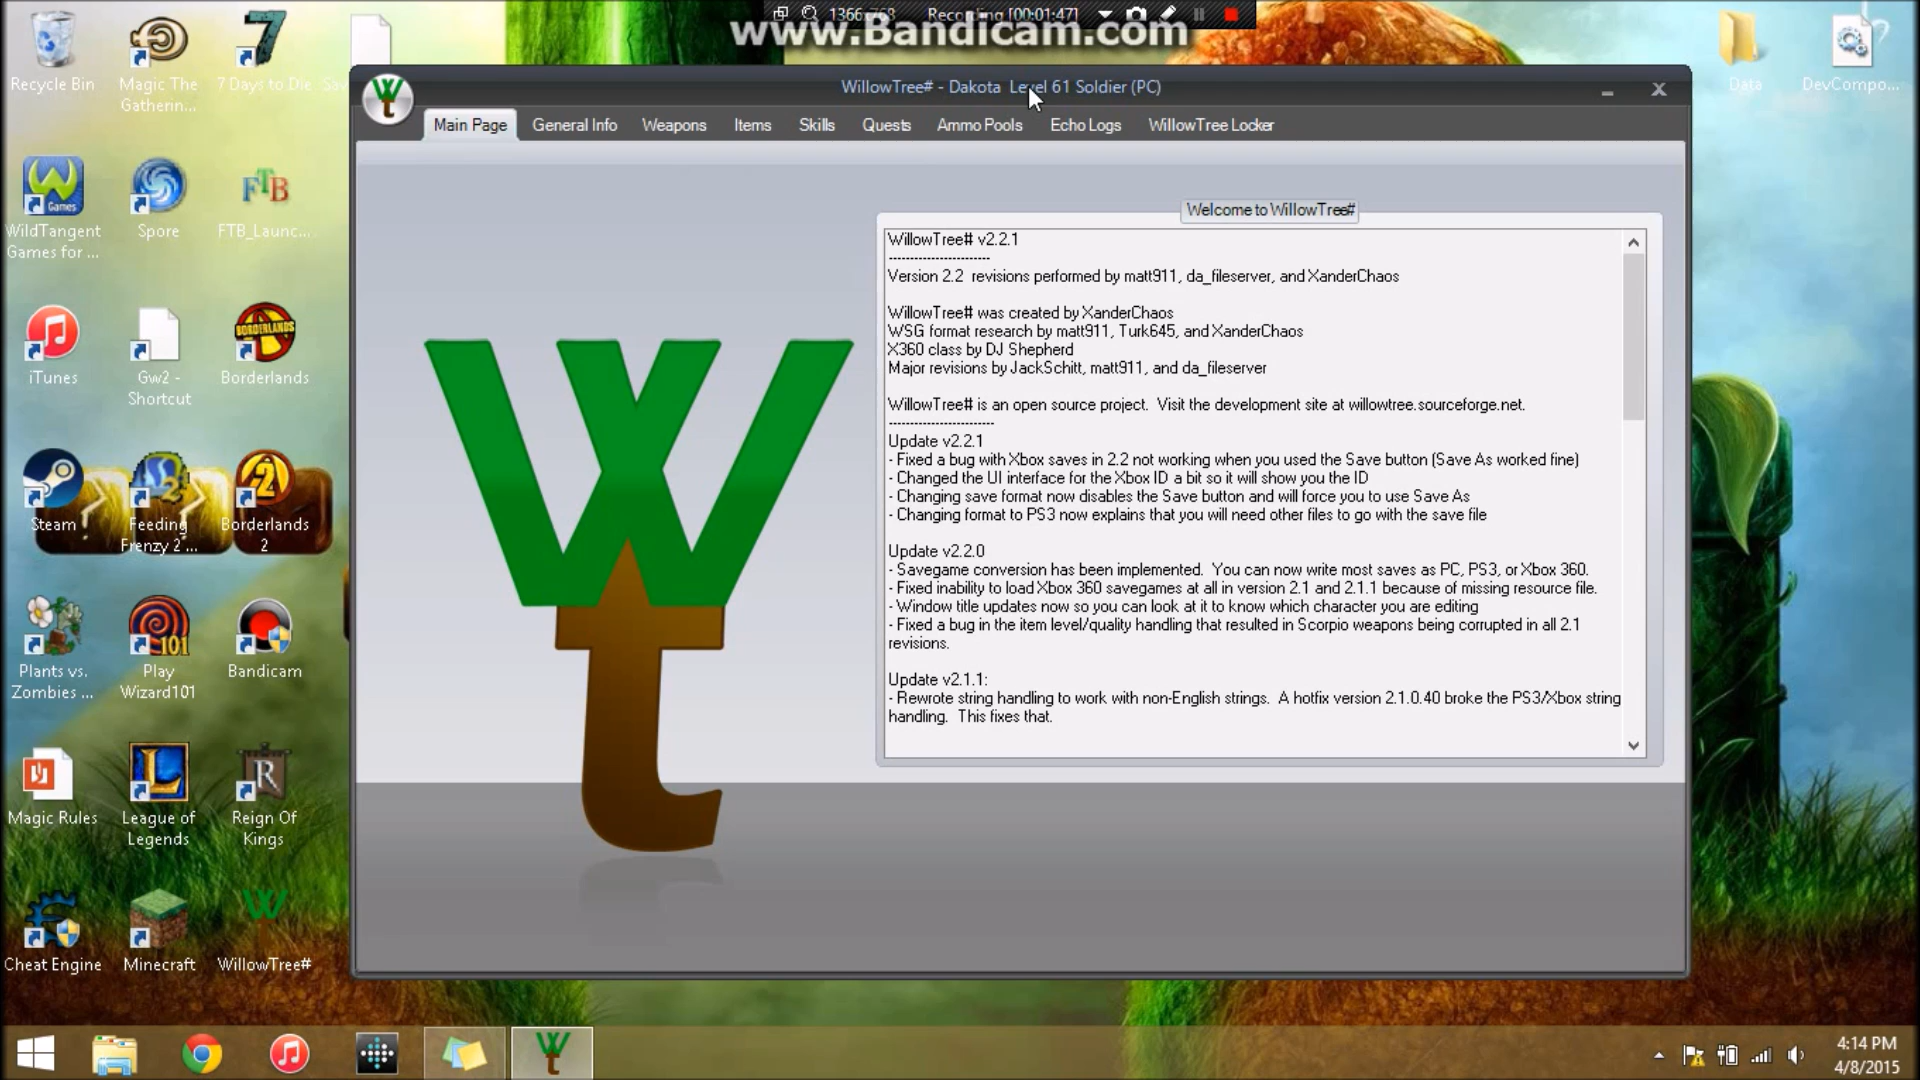 1366x768 Recording [00:01:47]
www.Bandicam.com
Recycle Bin
Magic The
Gatherin...
7 Days to Die
Data
DevCompo...
WillowTree# - Dakota Level 61 Soldier (PC)
Main Page General Info Weapons Items Skills Quests Ammo Pools Echo Logs WillowTree Locker
Games
WildTangent
Games for ...
Spore
FTB
FTB_Launc...
iTunes
Gw2 -
Shortcut
BORDERLANDS
Borderlands
Steam
Feeding
Frenzy 2 ...
Borderlands
2
Plants vs.
Zombies ...
101
Play
Wizard101
Bandicam
Magic Rules
League of
Legends
Reign Of
Kings
Cheat Engine
Minecraft
WillowTree#
Welcome to WillowTree#
WillowTree# v2.2.1
------------------------
Version 2.2  revisions performed by matt911, da_fileserver, and XanderChaos
WillowTree# was created by XanderChaos
WSG format research by matt911, Turk645, and XanderChaos
X360 class by DJ Shepherd
Major revisions by JackSchitt, matt911, and da_fileserver
WillowTree# is an open source project.  Visit the development site at willowtree.sourceforge.net.
-------------------------
Update v2.2.1
- Fixed a bug with Xbox saves in 2.2 not working when you used the Save button (Save As worked fine)
- Changed the UI interface for the Xbox ID a bit so it will show you the ID
- Changing save format now disables the Save button and will force you to use Save As
- Changing format to PS3 now explains that you will need other files to go with the save file
Update v2.2.0
- Savegame conversion has been implemented.  You can now write most saves as PC, PS3, or Xbox 360.
- Fixed inability to load Xbox 360 savegames at all in version 2.1 and 2.1.1 because of missing resource file.
- Window title updates now so you can look at it to know which character you are editing
- Fixed a bug in the item level/quality handling that resulted in Scorpio weapons being corrupted in all 2.1
revisions.
Update v2.1.1:
- Rewrote string handling to work with non-English strings.  A hotfix version 2.1.0.40 broke the PS3/Xbox string
handling.  This fixes that.
4:14 PM
4/8/2015